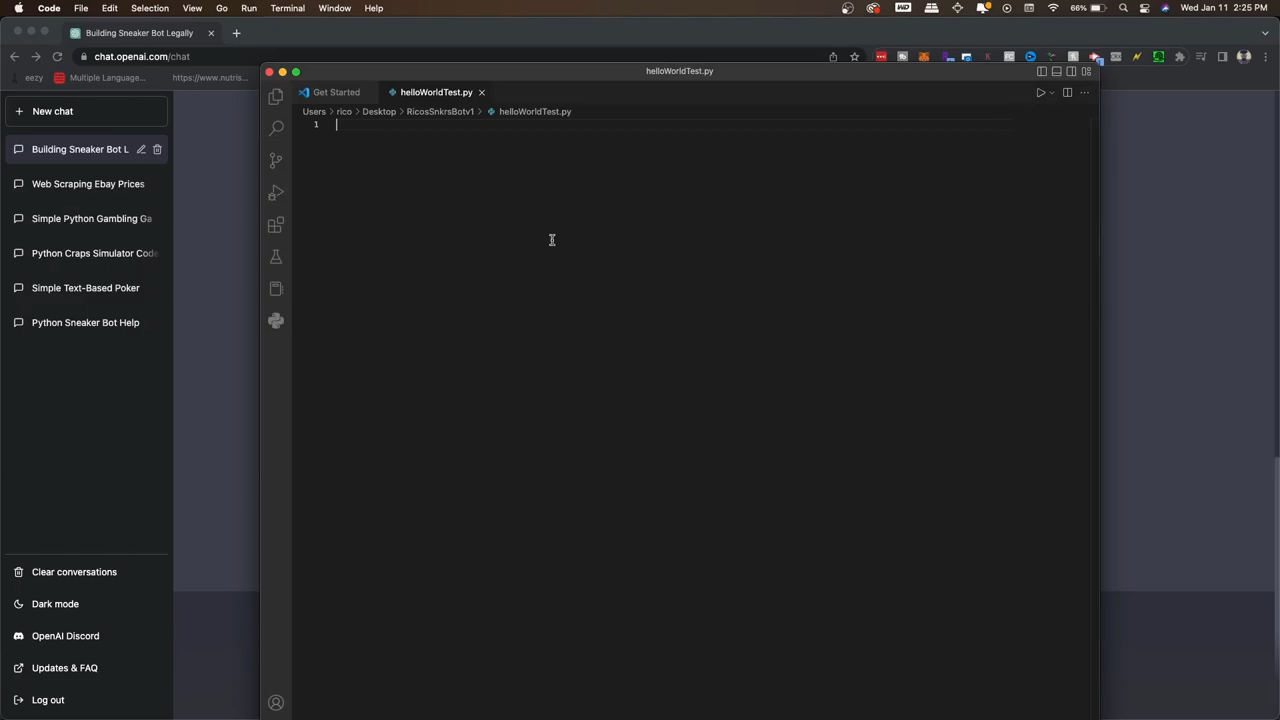 Code File Edit Selection View Go Run Terminal Window Help
WD 66% Wed Jan 11 2:25 PM
Building Sneaker Bot Legally
chat.openai.com/chat
eezy Multiple Language... https://www.nutris...
helloWorldTest.py
New chat
Get Started helloWorldTest.py
Users > rico > Desktop > RicosSnkrsBotv1 > helloWorldTest.py
1
Building Sneaker Bot L
Web Scraping Ebay Prices
Simple Python Gambling Ga
Python Craps Simulator Code
Simple Text-Based Poker
Python Sneaker Bot Help
Clear conversations
Dark mode
OpenAI Discord
Updates & FAQ
Log out